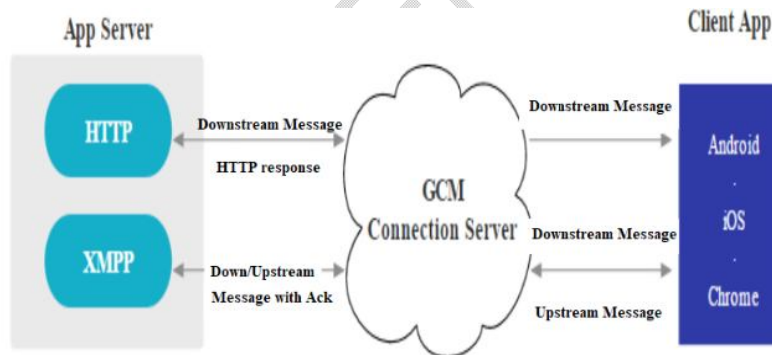 App Server
Client App
HTTP
Downstream Message
HTTP response
XMPP
Down/Upstream
Message with Ack
GCM
Connection Server
Downstream Message
Downstream Message
Upstream Message
Android
.
iOS
.
Chrome